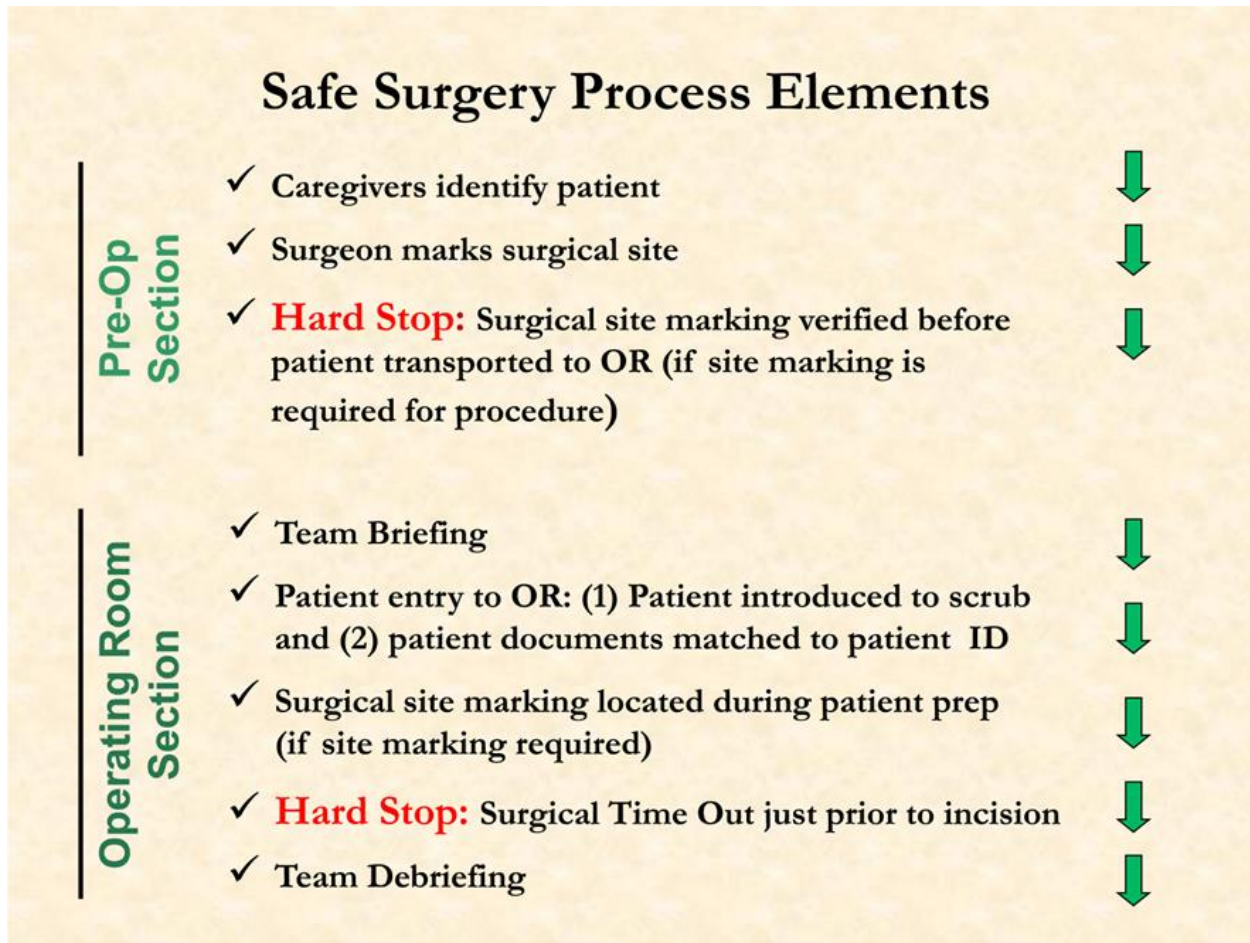 Safe Surgery Process Elements
Pre-Op
Section
Caregivers identify patient
Surgeon marks surgical site
Hard Stop: Surgical site marking verified before
patient transported to OR (if site marking is
required for procedure)
Operating Room
Section
Team Briefing
Patient entry to OR: (1) Patient introduced to scrub
and (2) patient documents matched to patient ID
Surgical site marking located during patient prep
(if site marking required)
Hard Stop: Surgical Time Out just prior to incision
Team Debriefing